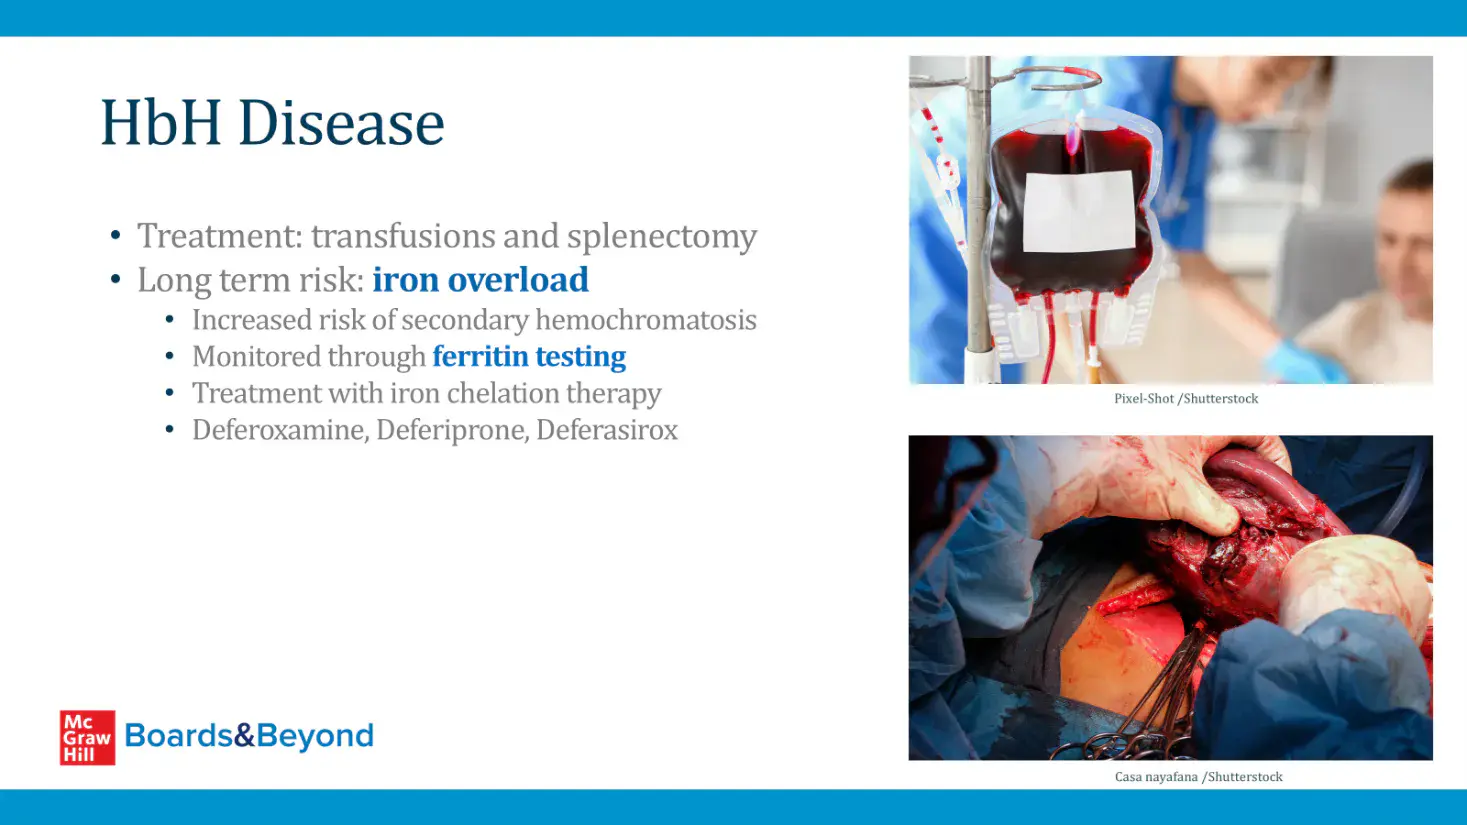 HbH Disease
• Treatment: transfusions and splenectomy
• Long term risk: iron overload
• Increased risk of secondary hemochromatosis
• Monitored through ferritin testing
• Treatment with iron chelation therapy
• Deferoxamine, Deferiprone, Deferasirox
Pixel-Shot /Shutterstock
Casa nayafana /Shutterstock
Mc
Graw
Hill
Boards&Beyond